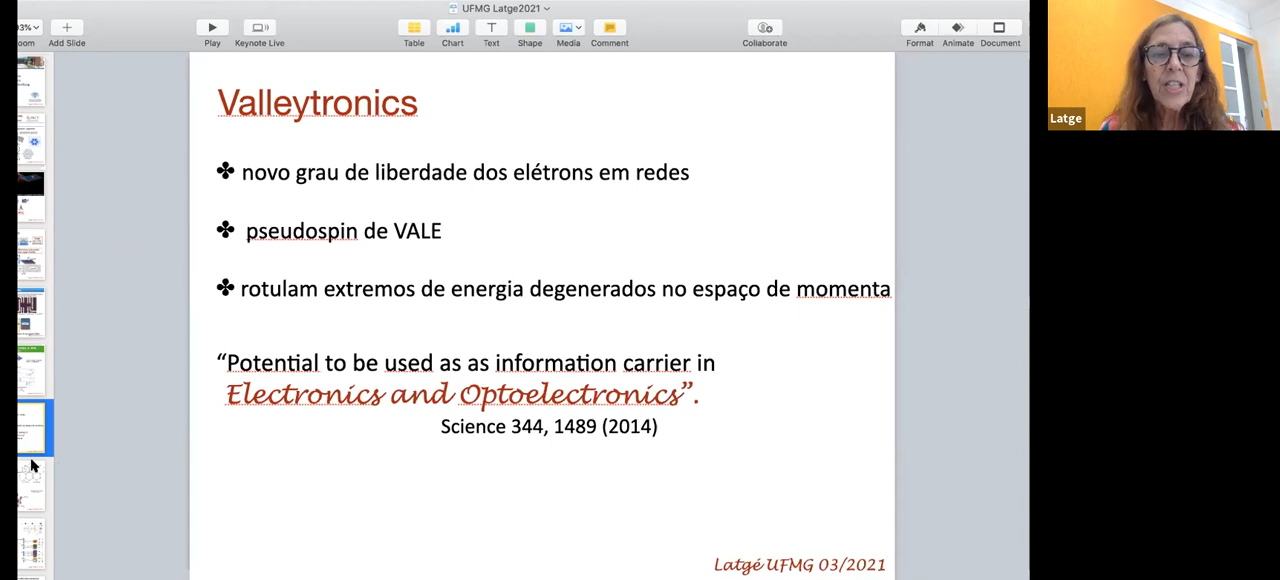 UFMG Latge2021
93%
Zoom
Add Slide
Play
Keynote Live
Table
Chart
Text
Shape
Media
Comment
Collaborate
Format
Animate
Document
Latge
Valleytronics
novo grau de liberdade dos elétrons em redes
pseudospin de VALE
rotulam extremos de energia degenerados no espaço de momenta
“Potential to be used as as information carrier in
Electronics and Optoelectronics”.
Science 344, 1489 (2014)
Latgé UFMG 03/2021